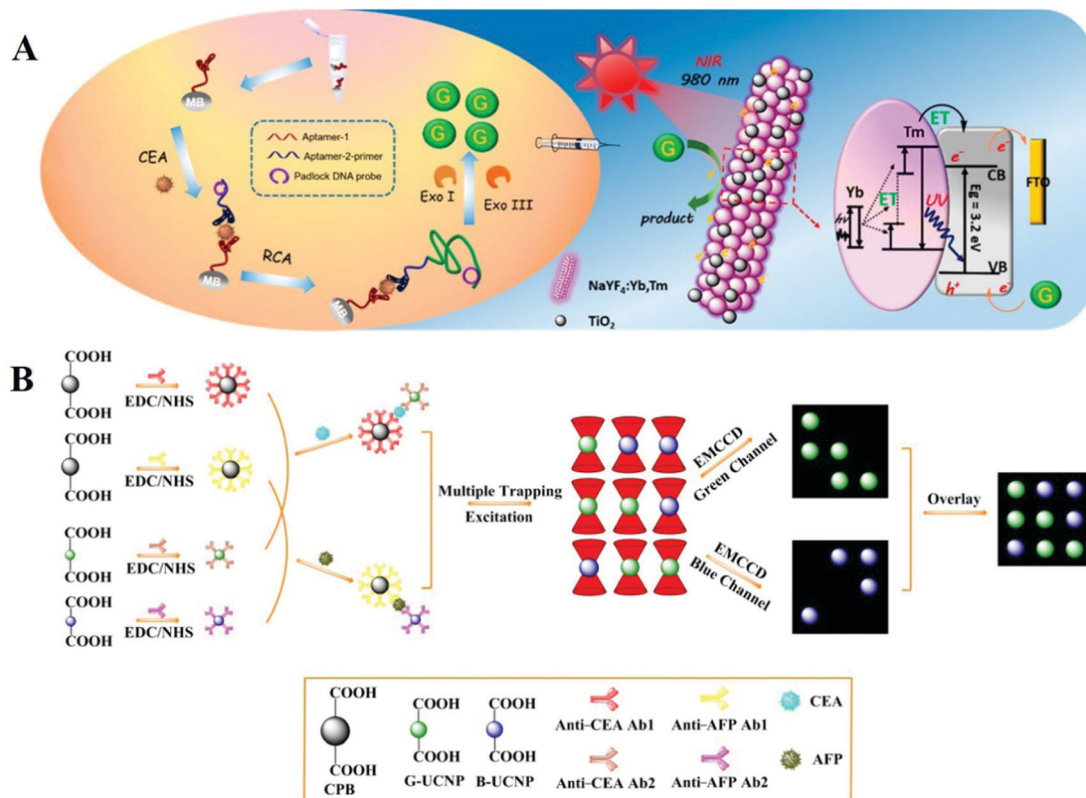 A
MB
CEA
MB
RCA
MB
Aptamer-1
Aptamer-2-primer
Padlock DNA probe
G
G
G
G
Exo I
Exo III
NIR
980 nm
G
product
NaYF4:Yb,Tm
TiO2
Yb
hν
ET
Tm
ET
UV
e-
e-
CB
Eg = 3.2 eV
VB
h+
e-
FTO
G
B
COOH
COOH
EDC/NHS
COOH
COOH
EDC/NHS
COOH
COOH
EDC/NHS
COOH
COOH
EDC/NHS
Multiple Trapping
Excitation
EMCCD
Green Channel
EMCCD
Blue Channel
Overlay
COOH
COOH
CPB
COOH
COOH
G-UCNP
COOH
COOH
B-UCNP
Anti-CEA Ab1
Anti-AFP Ab1
CEA
Anti-CEA Ab2
Anti-AFP Ab2
AFP